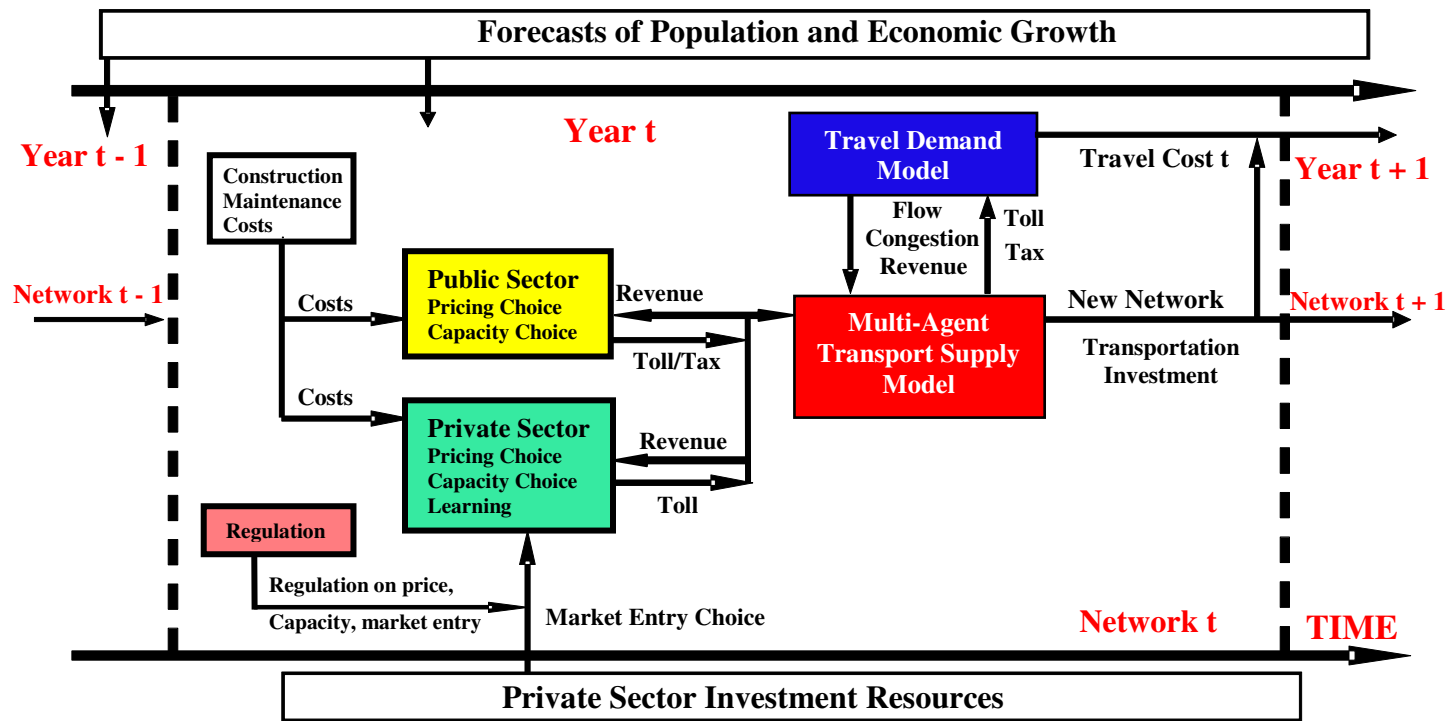 Forecasts of Population and Economic Growth
Year t - 1
Year t
Year t + 1
Construction
Maintenance
Costs
Travel Demand
Model
Travel Cost t
Flow
Congestion
Revenue
Toll
Tax
Network t - 1
Costs
Public Sector
Pricing Choice
Capacity Choice
Revenue
Toll/Tax
Multi-Agent
Transport Supply
Model
New Network
Transportation
Investment
Network t + 1
Costs
Private Sector
Pricing Choice
Capacity Choice
Learning
Revenue
Toll
Regulation
Regulation on price,
Capacity, market entry
Market Entry Choice
Network t
TIME
Private Sector Investment Resources